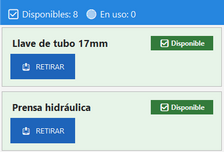 Disponibles: 8 En uso: 0
Llave de tubo 17mm
Disponible
RETIRAR
Prensa hidráulica
Disponible
RETIRAR